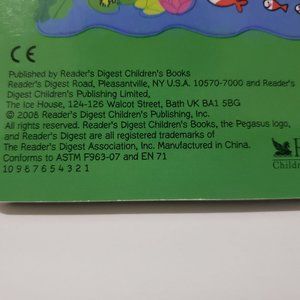 CE
Published by Reader's Digest Children's Books
Reader's Digest Road, Pleasantville, NY U.S.A. 10570-7000 and Reader's
Digest Children's Publishing Limited,
The Ice House, 124-126 Walcot Street, Bath UK BA1 5BG
© 2008 Reader's Digest Children's Publishing, Inc.
All rights reserved. Reader's Digest Children's Books, the Pegasus logo,
and Reader's Digest are all registered trademarks of
The Reader's Digest Association, Inc. Manufactured in China.
Conforms to ASTM F963-07 and EN 71
10 9 8 7 6 5 4 3 2 1